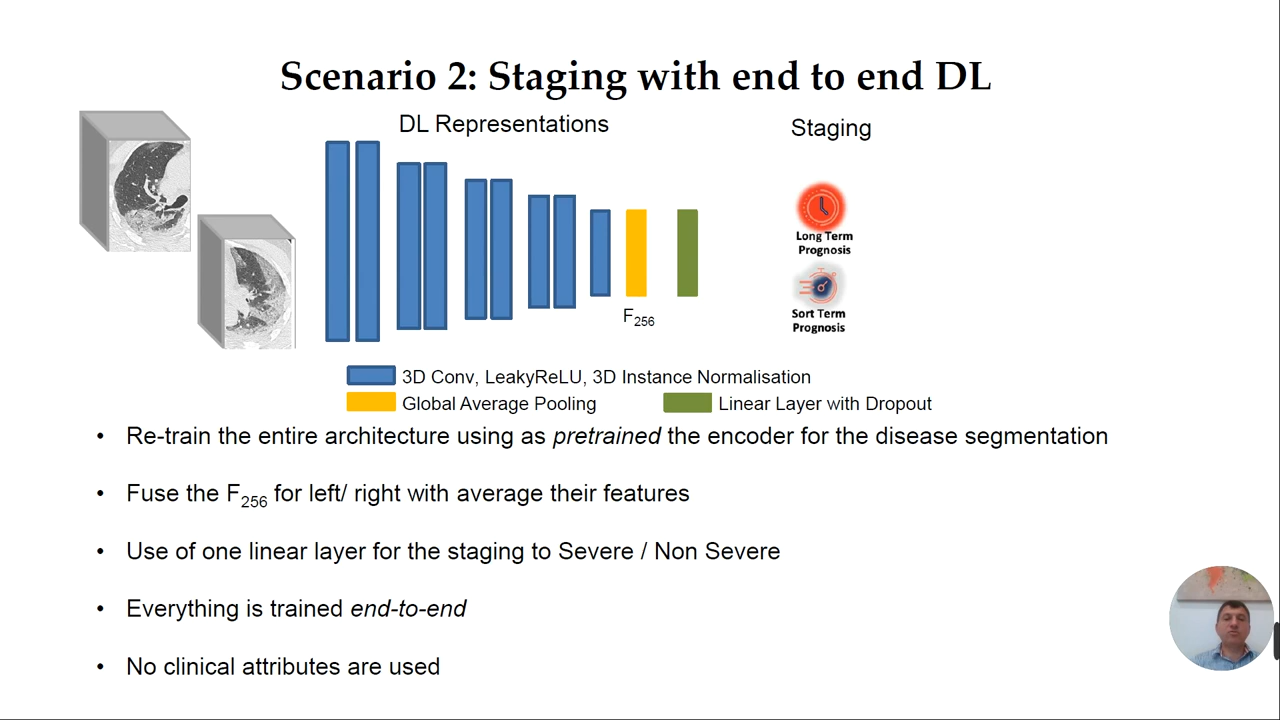 Scenario 2: Staging with end to end DL
DL Representations
Staging
Long Term
Prognosis
Sort Term
Prognosis
F256
3D Conv, LeakyReLU, 3D Instance Normalisation
Global Average Pooling
Linear Layer with Dropout
• Re-train the entire architecture using as pretrained the encoder for the disease segmentation
• Fuse the F256 for left/ right with average their features
• Use of one linear layer for the staging to Severe / Non Severe
• Everything is trained end-to-end
• No clinical attributes are used